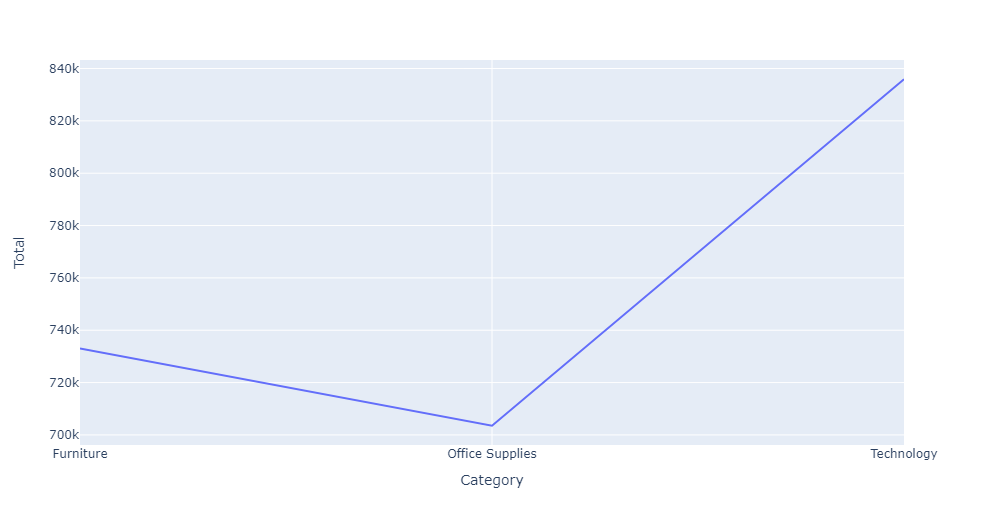 840k
820k
800k
780k
760k
740k
720k
700k
Total
Furniture
Office Supplies
Technology
Category